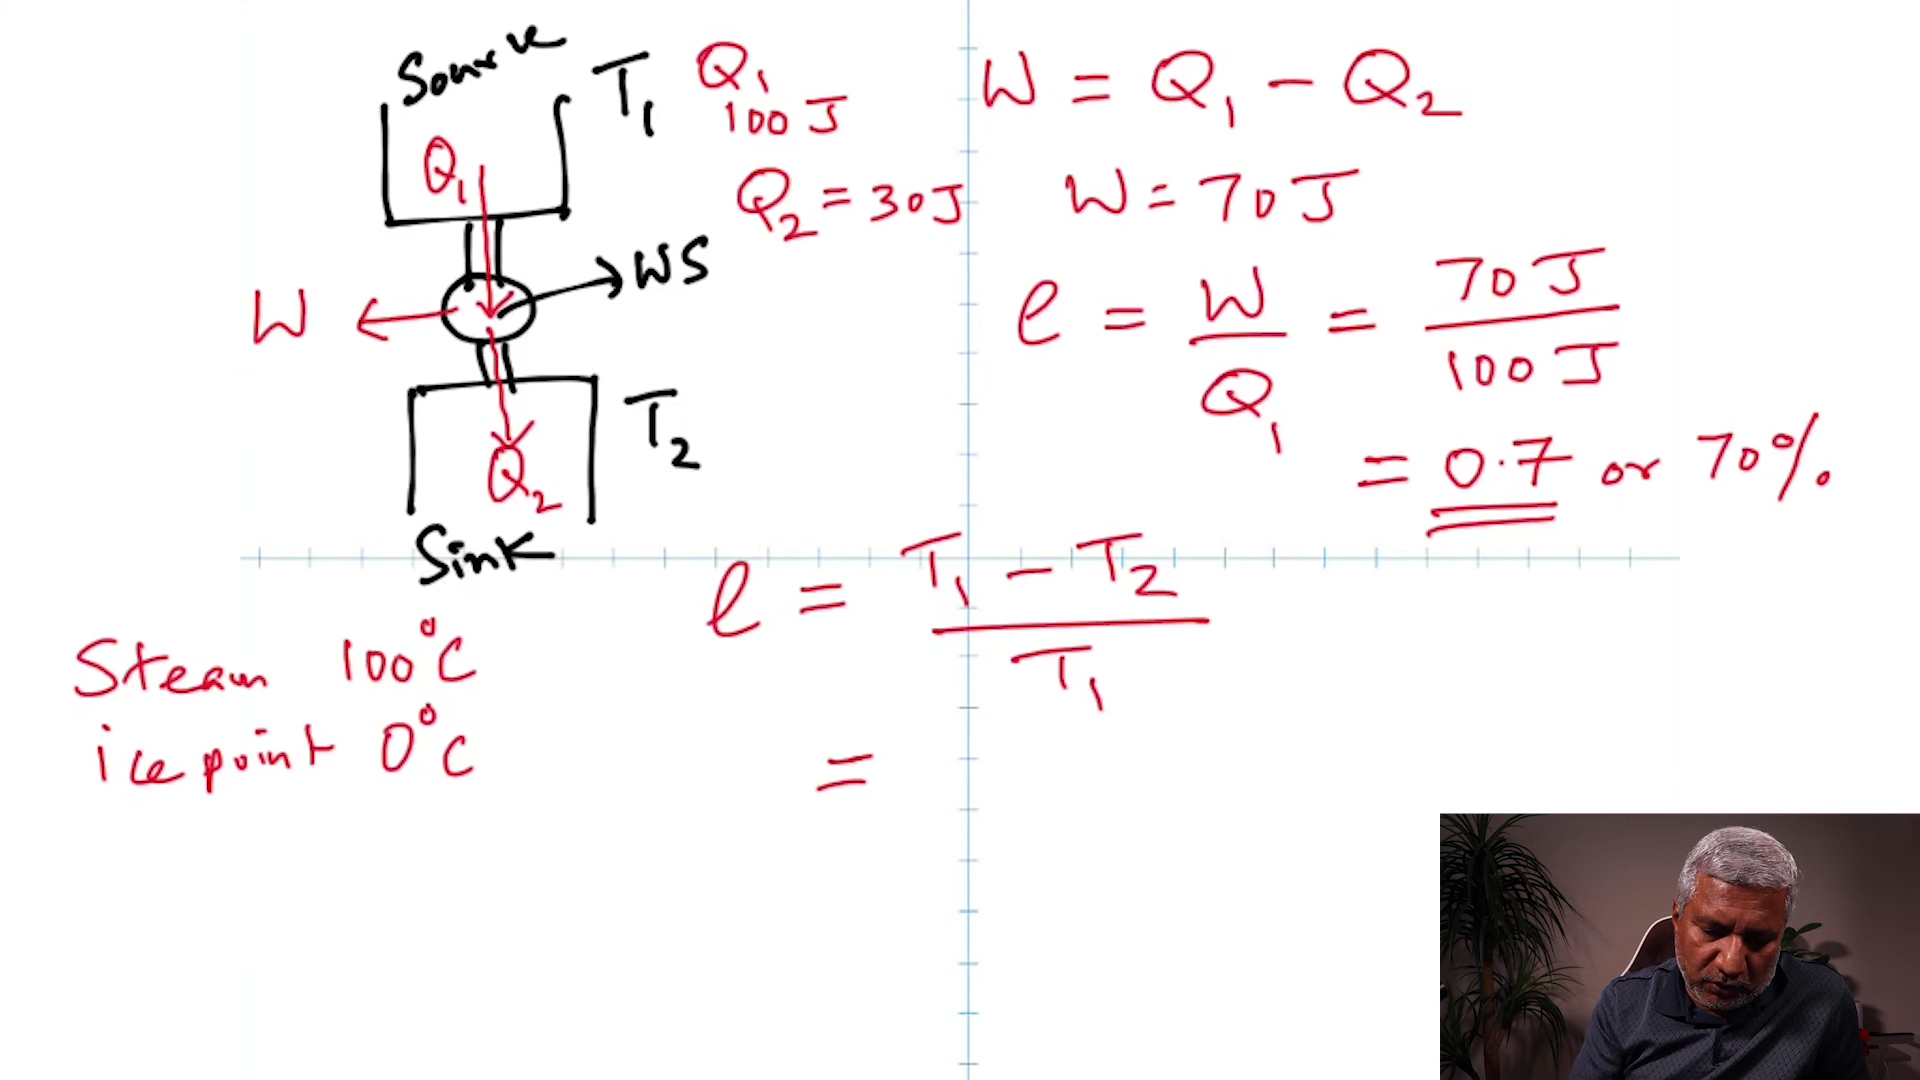 Source
T₁
Q₁
100 J
Q₁
Q₂ = 30 J
WS
W
T₂
Q₂
Sink
W = Q₁ - Q₂
W = 70 J
e = W/Q₁ = 70 J/100 J
= 0.7 or 70%
e = T₁ - T₂/T₁
=
Steam 100°C
ice point 0°C